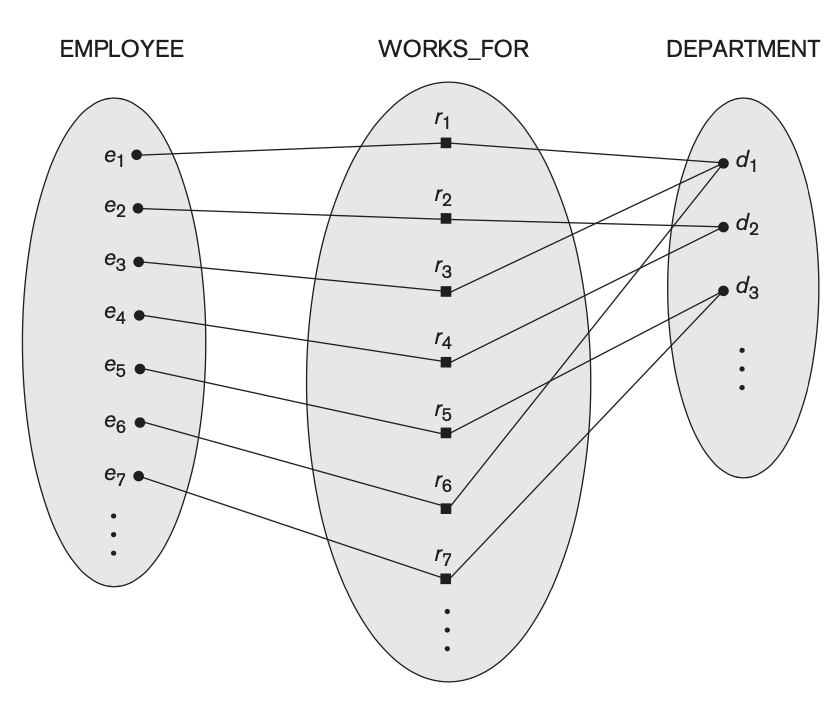 EMPLOYEE WORKS_FOR DEPARTMENT
r1
e1 d1
r2
e2 d2
e3 r3 d3
e4 r4
e5 r5
e6 r6
e7 r7